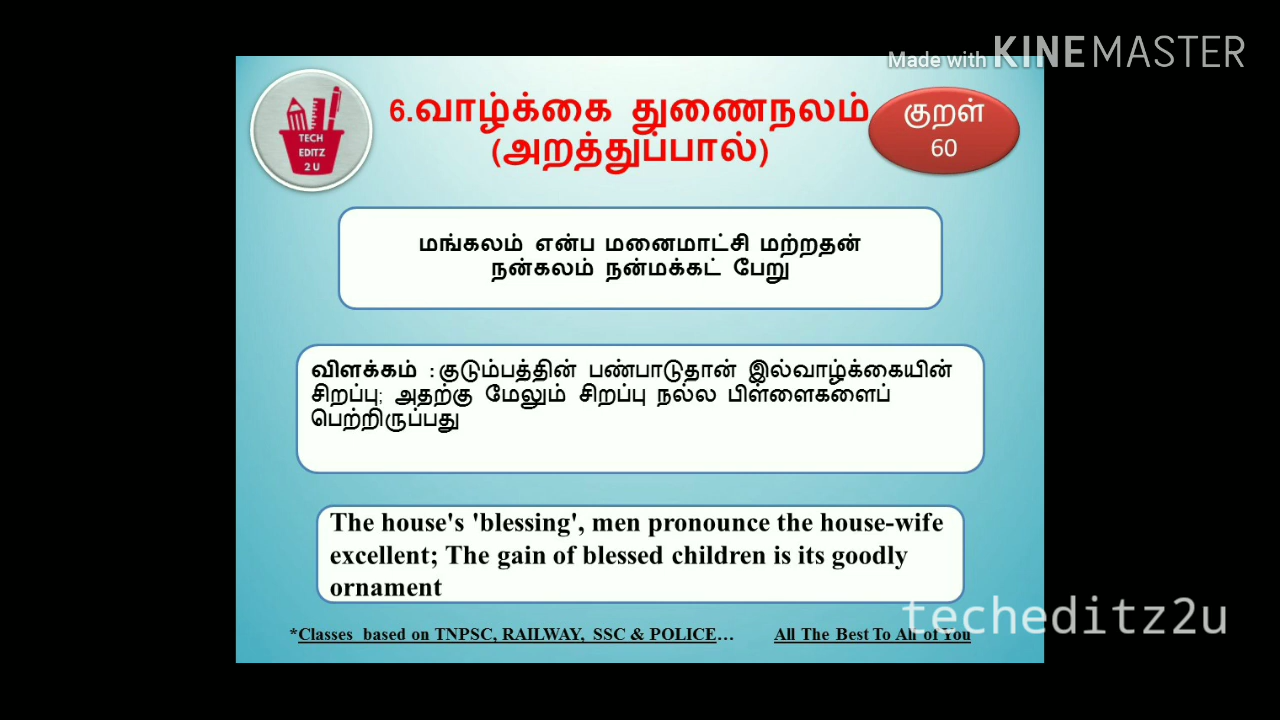 Made with KINEMASTER
TECH
EDITZ
2 U
6.வாழ்க்கை துணைநலம்
(அறத்துப்பால்)
குறள்
60
மங்கலம் என்ப மனைமாட்சி மற்றதன்
நன்கலம் நன்மக்கட் பேறு
விளக்கம் :குடும்பத்தின் பண்பாடுதான் இல்வாழ்க்கையின்
சிறப்பு; அதற்கு மேலும் சிறப்பு நல்ல பிள்ளைகளைப்
பெற்றிருப்பது
The house's 'blessing', men pronounce the house-wife
excellent; The gain of blessed children is its goodly
ornament
*Classes based on TNPSC, RAILWAY, SSC & POLICE... All The Best To All of You
techeditz2u